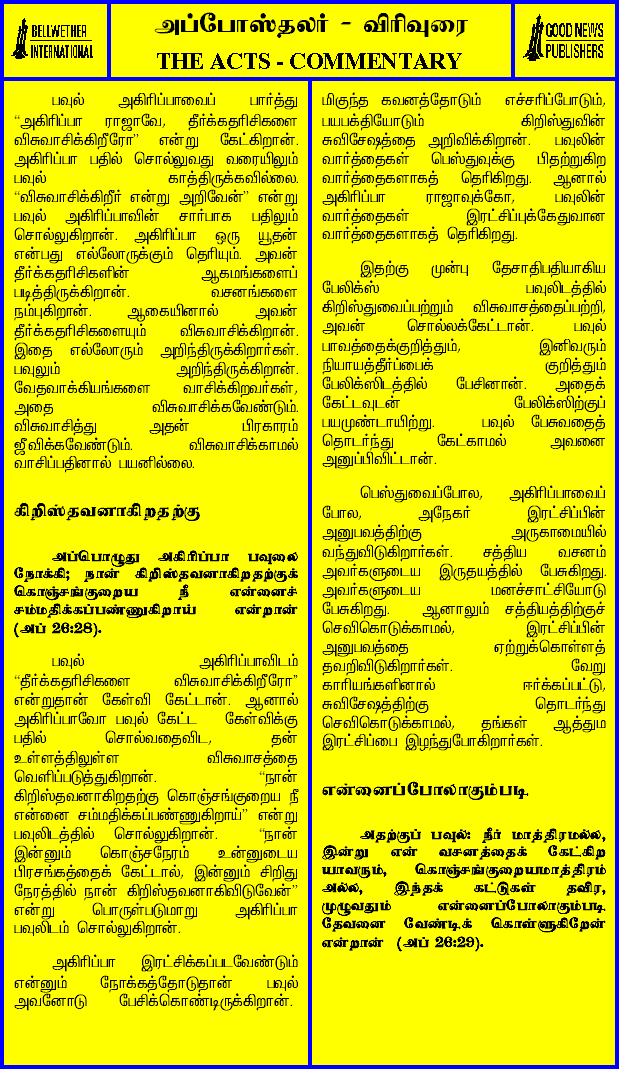 BELLWETHER
INTERNATIONAL
அப்போஸ்தலர் - விரிவுரை
THE ACTS - COMMENTARY
GOOD NEWS
PUBLISHERS
பவுல் அகிரிப்பாவைப் பார்த்து
“அகிரிப்பா ராஜாவே, தீர்க்கதரிசிகளை
விசுவாசிக்கிறீரோ” என்று கேட்கிறான்.
அகிரிப்பா பதில் சொல்லுவது வரையிலும்
பவுல் காத்திருக்கவில்லை.
“விசுவாசிக்கிறீர் என்று அறிவேன்” என்று
பவுல் அகிரிப்பாவின் சார்பாக பதிலும்
சொல்லுகிறான். அகிரிப்பா ஒரு யூதன்
என்பது எல்லோருக்கும் தெரியும். அவன்
தீர்க்கதரிசிகளின் ஆகமங்களைப்
படித்திருக்கிறான். வசனங்களை
நம்புகிறான். ஆகையினால் அவன்
தீர்க்கதரிசிகளையும் விசுவாசிக்கிறான்.
இதை எல்லோரும் அறிந்திருக்கிறார்கள்.
பவுலும் அறிந்திருக்கிறான்.
வேதவாக்கியங்களை வாசிக்கிறவர்கள்,
அதை விசுவாசிக்கவேண்டும்.
விசுவாசித்து அதன் பிரகாரம்
ஜீவிக்கவேண்டும். விசுவாசிக்காமல்
வாசிப்பதினால் பயனில்லை.
கிறிஸ்தவனாகிறதற்கு
அப்பொழுது அகிரிப்பா பவுலை
நோக்கி; நான் கிறிஸ்தவனாகிறதற்குக்
கொஞ்சங்குறைய நீ என்னைச்
சம்மதிக்கப்பண்ணுகிறாய் என்றான்
(அப் 26:28).
பவுல் அகிரிப்பாவிடம்
“தீர்க்கதரிசிகளை விசுவாசிக்கிறீரோ”
என்றுதான் கேள்வி கேட்டான். ஆனால்
அகிரிப்பாவோ பவுல் கேட்ட கேள்விக்கு
பதில் சொல்வதைவிட, தன்
உள்ளத்திலுள்ள விசுவாசத்தை
வெளிப்படுத்துகிறான். “நான்
கிறிஸ்தவனாகிறதற்கு கொஞ்சங்குறைய நீ
என்னை சம்மதிக்கப்பண்ணுகிறாய்” என்று
பவுலிடத்தில் சொல்லுகிறான். “நான்
இன்னும் கொஞ்சநேரம் உன்னுடைய
பிரசங்கத்தைக் கேட்டால், இன்னும் சிறிது
நேரத்தில் நான் கிறிஸ்தவனாகிவிடுவேன்”
என்று பொருள்படுமாறு அகிரிப்பா
பவுலிடம் சொல்லுகிறான்.
அகிரிப்பா இரட்சிக்கப்படவேண்டும்
என்னும் நோக்கத்தோடுதான் பவுல்
அவனோடு பேசிக்கொண்டிருக்கிறான்.
மிகுந்த கவனத்தோடும் எச்சரிப்போடும்,
பயபக்தியோடும் கிறிஸ்துவின்
சுவிசேஷத்தை அறிவிக்கிறான். பவுலின்
வார்த்தைகள் பெஸ்துவுக்கு பிதற்றுகிற
வார்த்தைகளாகத் தெரிகிறது. ஆனால்
அகிரிப்பா ராஜாவுக்கோ, பவுலின்
வார்த்தைகள் இரட்சிப்புக்கேதுவான
வார்த்தைகளாகத் தெரிகிறது.
இதற்கு முன்பு தேசாதிபதியாகிய
பேலிக்ஸ் பவுலிடத்தில்
கிறிஸ்துவைப்பற்றும் விசுவாசத்தைப்பற்றி,
அவன் சொல்லக்கேட்டான். பவுல்
பாவத்தைக்குறித்தும், இனிவரும்
நியாயத்தீர்ப்பைக் குறித்தும்
பேலிக்ஸிடத்தில் பேசினான். அதைக்
கேட்டவுடன் பேலிக்ஸிற்குப்
பயமுண்டாயிற்று. பவுல் பேசுவதைத்
தொடர்ந்து கேட்காமல் அவனை
அனுப்பிவிட்டான்.
பெஸ்துவைப்போல, அகிரிப்பாவைப்
போல, அநேகர் இரட்சிப்பின்
அனுபவத்திற்கு அருகாமையில்
வந்துவிடுகிறார்கள். சத்திய வசனம்
அவர்களுடைய இருதயத்தில் பேசுகிறது.
அவர்களுடைய மனச்சாட்சியோடு
பேசுகிறது. ஆனாலும் சத்தியத்திற்குச்
செவிகொடுக்காமல், இரட்சிப்பின்
அனுபவத்தை ஏற்றுக்கொள்ளத்
தவறிவிடுகிறார்கள். வேறு
காரியங்களினால் ஈர்க்கப்பட்டு,
சுவிசேஷத்திற்கு தொடர்ந்து
செவிகொடுக்காமல், தங்கள் ஆத்தும
இரட்சிப்பை இழந்துபோகிறார்கள்.
என்னைப்போலாகும்படி
அதற்குப் பவுல்: நீர் மாத்திரமல்ல,
இன்று என் வசனத்தைக் கேட்கிற
யாவரும், கொஞ்சங்குறையமாத்திரம்
அல்ல, இந்தக் கட்டுகள் தவிர,
முழுவதும் என்னைப்போலாகும்படி
தேவனை வேண்டிக் கொள்ளுகிறேன்
என்றான் (அப் 26:29).